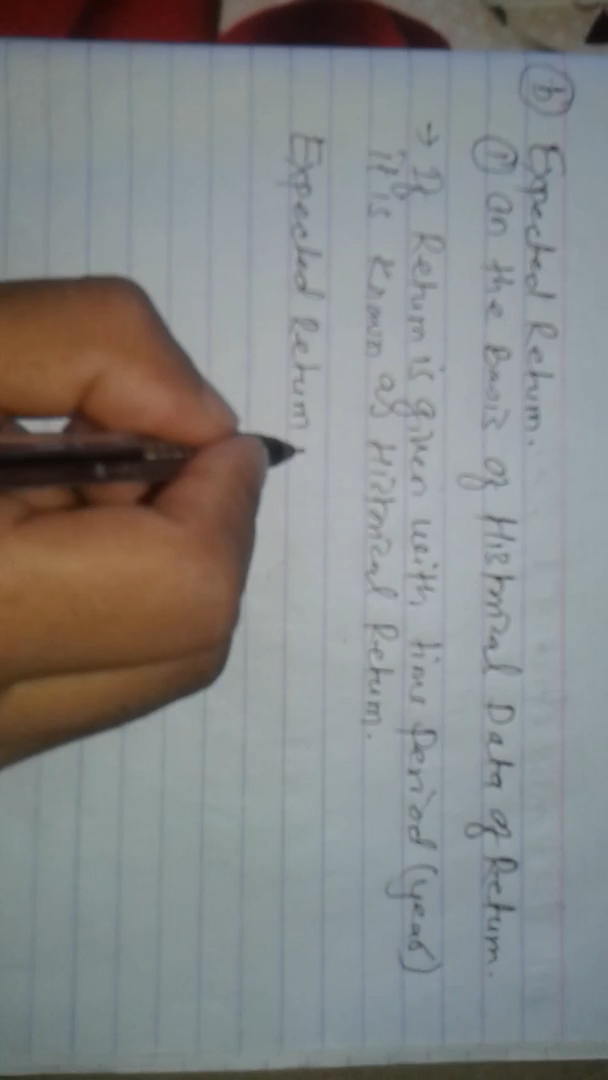 (b) Expected Return.
(1) on the Basis of Historical Data of Return.
→ If Return is given with time Period (year)
it is known as Historical Return.
Expected Return